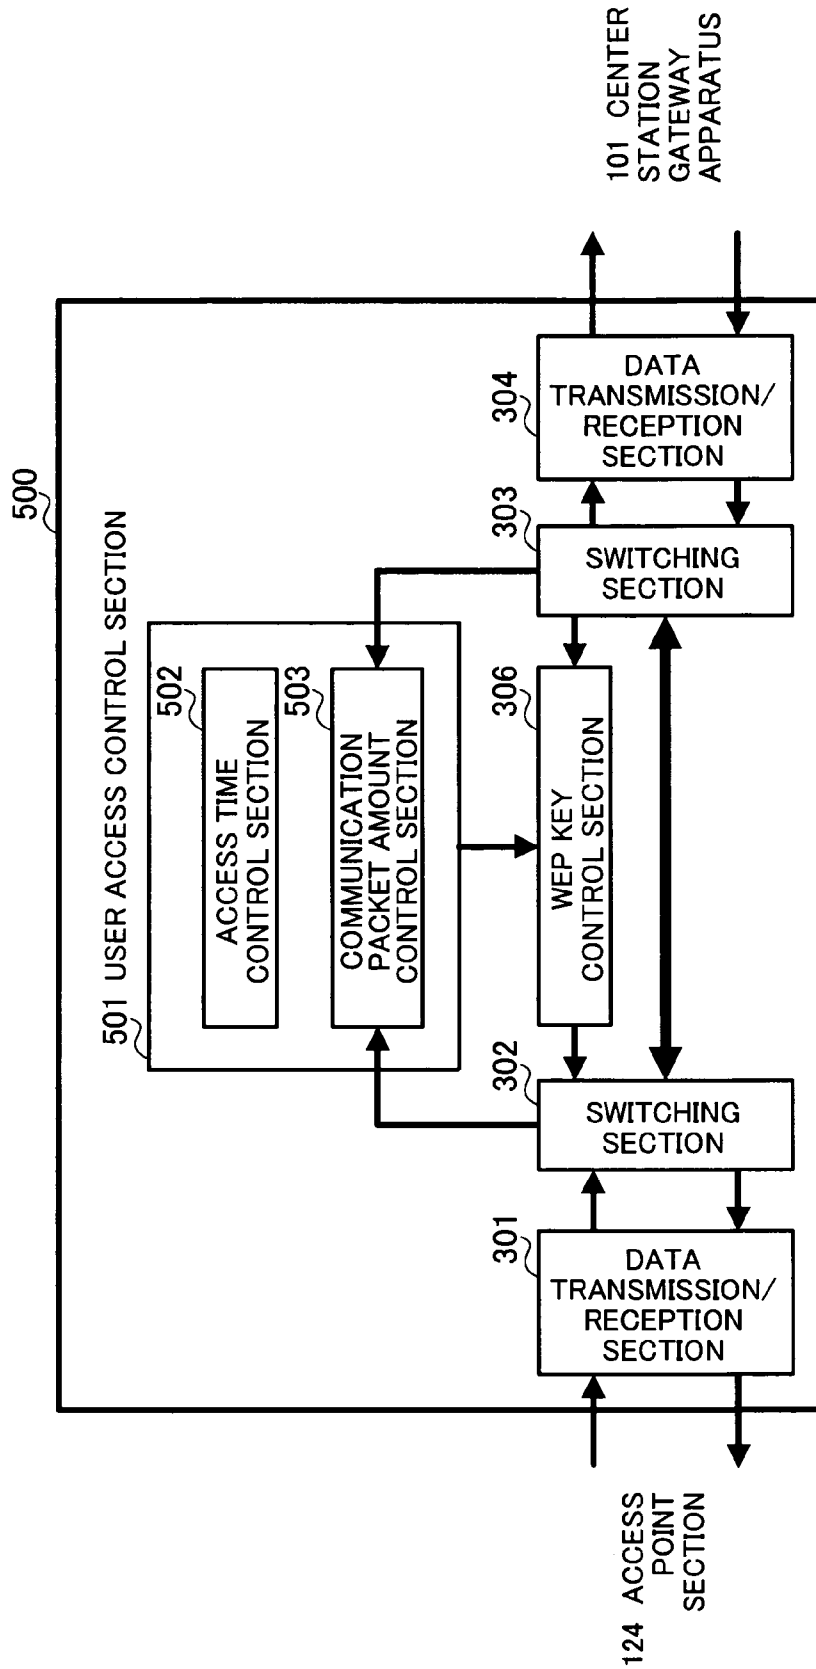 500
501 USER ACCESS CONTROL SECTION
502
ACCESS TIME
CONTROL SECTION
503
COMMUNICATION
PACKET AMOUNT
CONTROL SECTION
301
DATA
TRANSMISSION/
RECEPTION
SECTION
302
SWITCHING
SECTION
306
WEP KEY
CONTROL SECTION
303
SWITCHING
SECTION
304
DATA
TRANSMISSION/
RECEPTION
SECTION
124 ACCESS
POINT
SECTION
101 CENTER
STATION
GATEWAY
APPARATUS